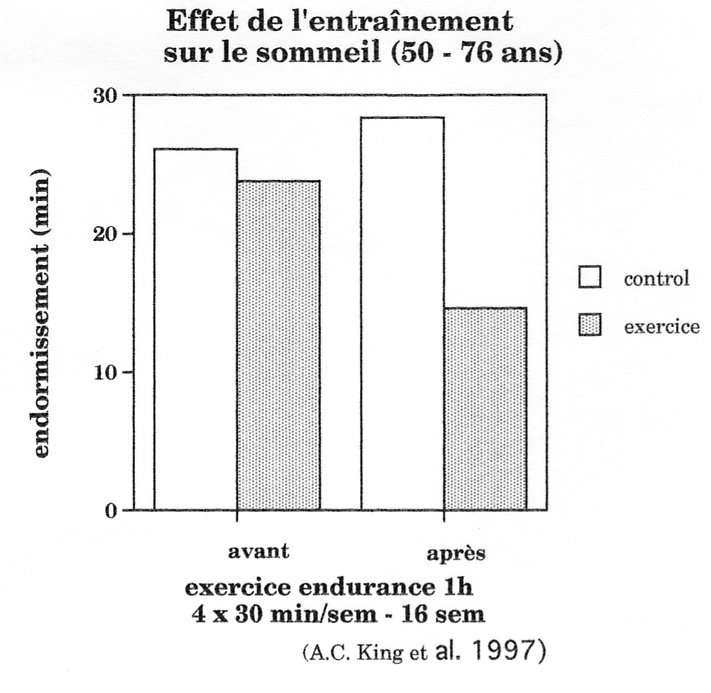 Effet de l'entraînement
sur le sommeil (50 - 76 ans)
30
20
10
0
endormissement (min)
control
exercice
avant
après
exercice endurance 1h
4 x 30 min/sem - 16 sem
(A.C. King et al. 1997)